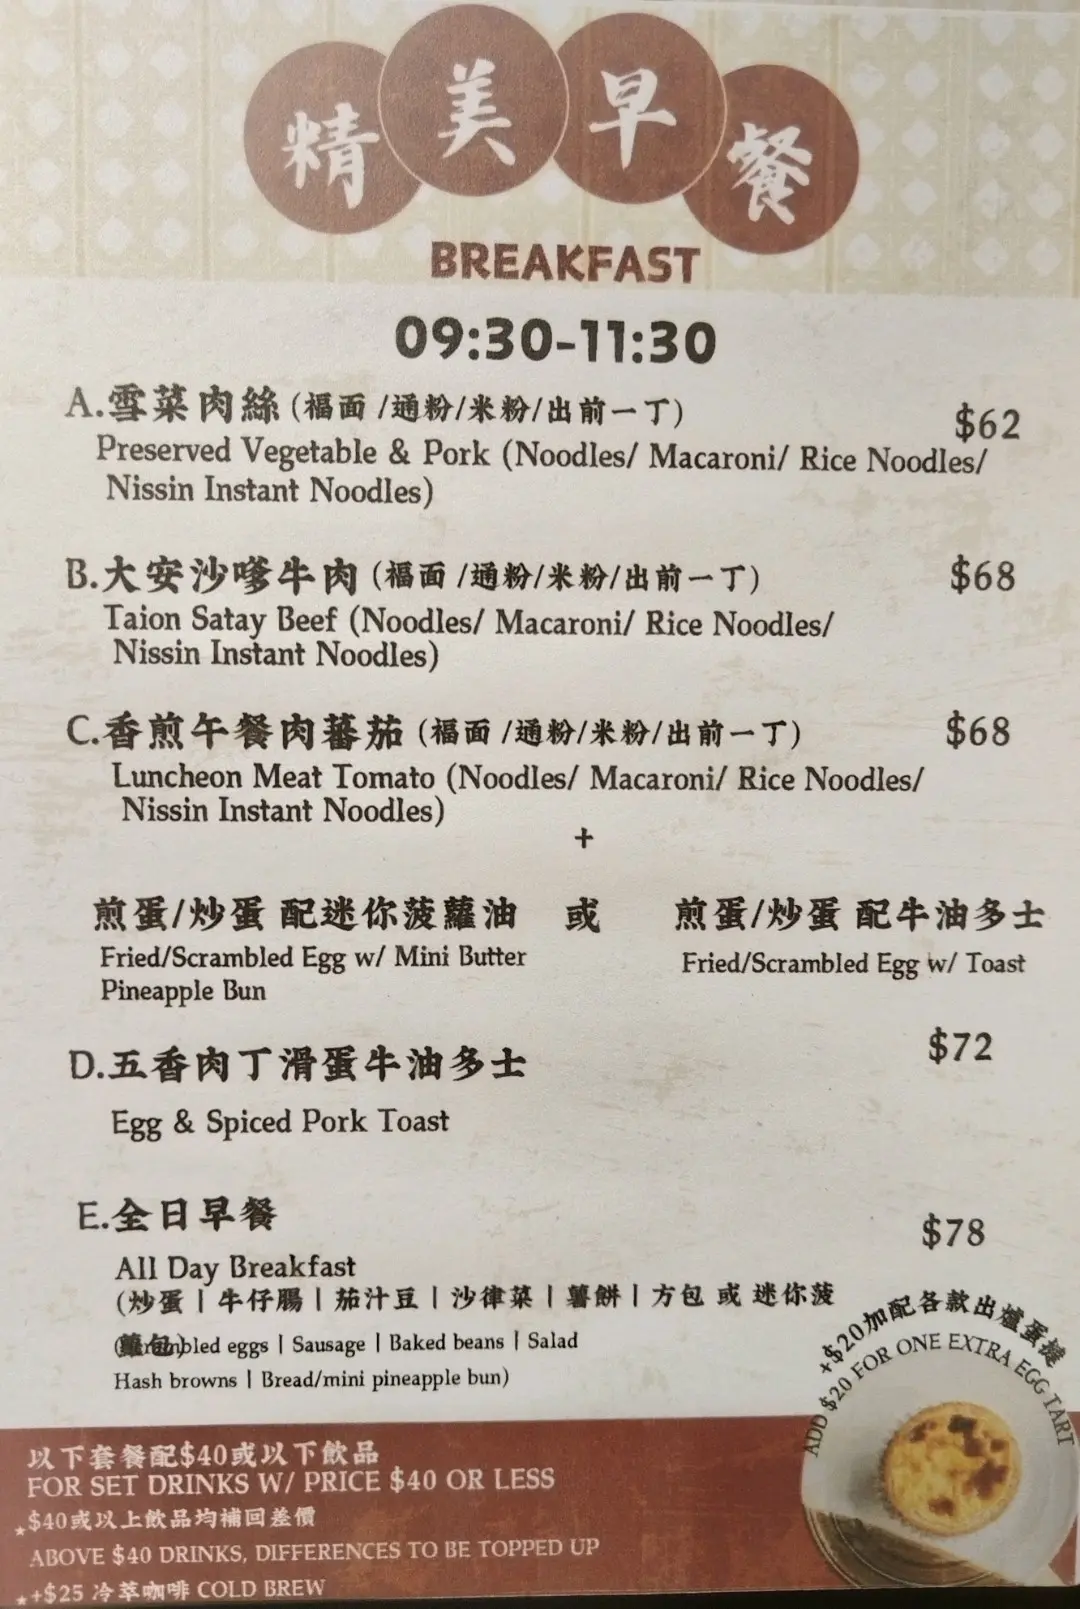 精美早餐
BREAKFAST
09:30-11:30
A.雪菜肉絲 (福面 /通粉/米粉/出前一丁)
$62
Preserved Vegetable & Pork (Noodles/ Macaroni/ Rice Noodles/
Nissin Instant Noodles)
B.大安沙嗲牛肉 (福面 /通粉/米粉/出前一丁)
$68
Taion Satay Beef (Noodles/ Macaroni/ Rice Noodles/
Nissin Instant Noodles)
C.香煎午餐肉蕃茄 (福面 /通粉/米粉/出前一丁)
$68
Luncheon Meat Tomato (Noodles/ Macaroni/ Rice Noodles/
Nissin Instant Noodles)
+
煎蛋/炒蛋 配迷你菠蘿油 或 煎蛋/炒蛋 配牛油多士
Fried/Scrambled Egg w/ Mini Butter
Pineapple Bun
Fried/Scrambled Egg w/ Toast
D.五香肉丁滑蛋牛油多士
$72
Egg & Spiced Pork Toast
E.全日早餐
$78
All Day Breakfast
(炒蛋 | 牛仔腸 | 茄汁豆 | 沙律菜 | 薯餅 | 方包 或 迷你菠
蘿包)
(Scrambled eggs | Sausage | Baked beans | Salad
Hash browns | Bread/mini pineapple bun)
+$20加配各款出爐蛋撻
ADD $20 FOR ONE EXTRA EGG TART
以下套餐配$40或以下飲品
FOR SET DRINKS W/ PRICE $40 OR LESS
★$40或以上飲品均補回差價
ABOVE $40 DRINKS, DIFFERENCES TO BE TOPPED UP
★+$25 冷萃咖啡 COLD BREW